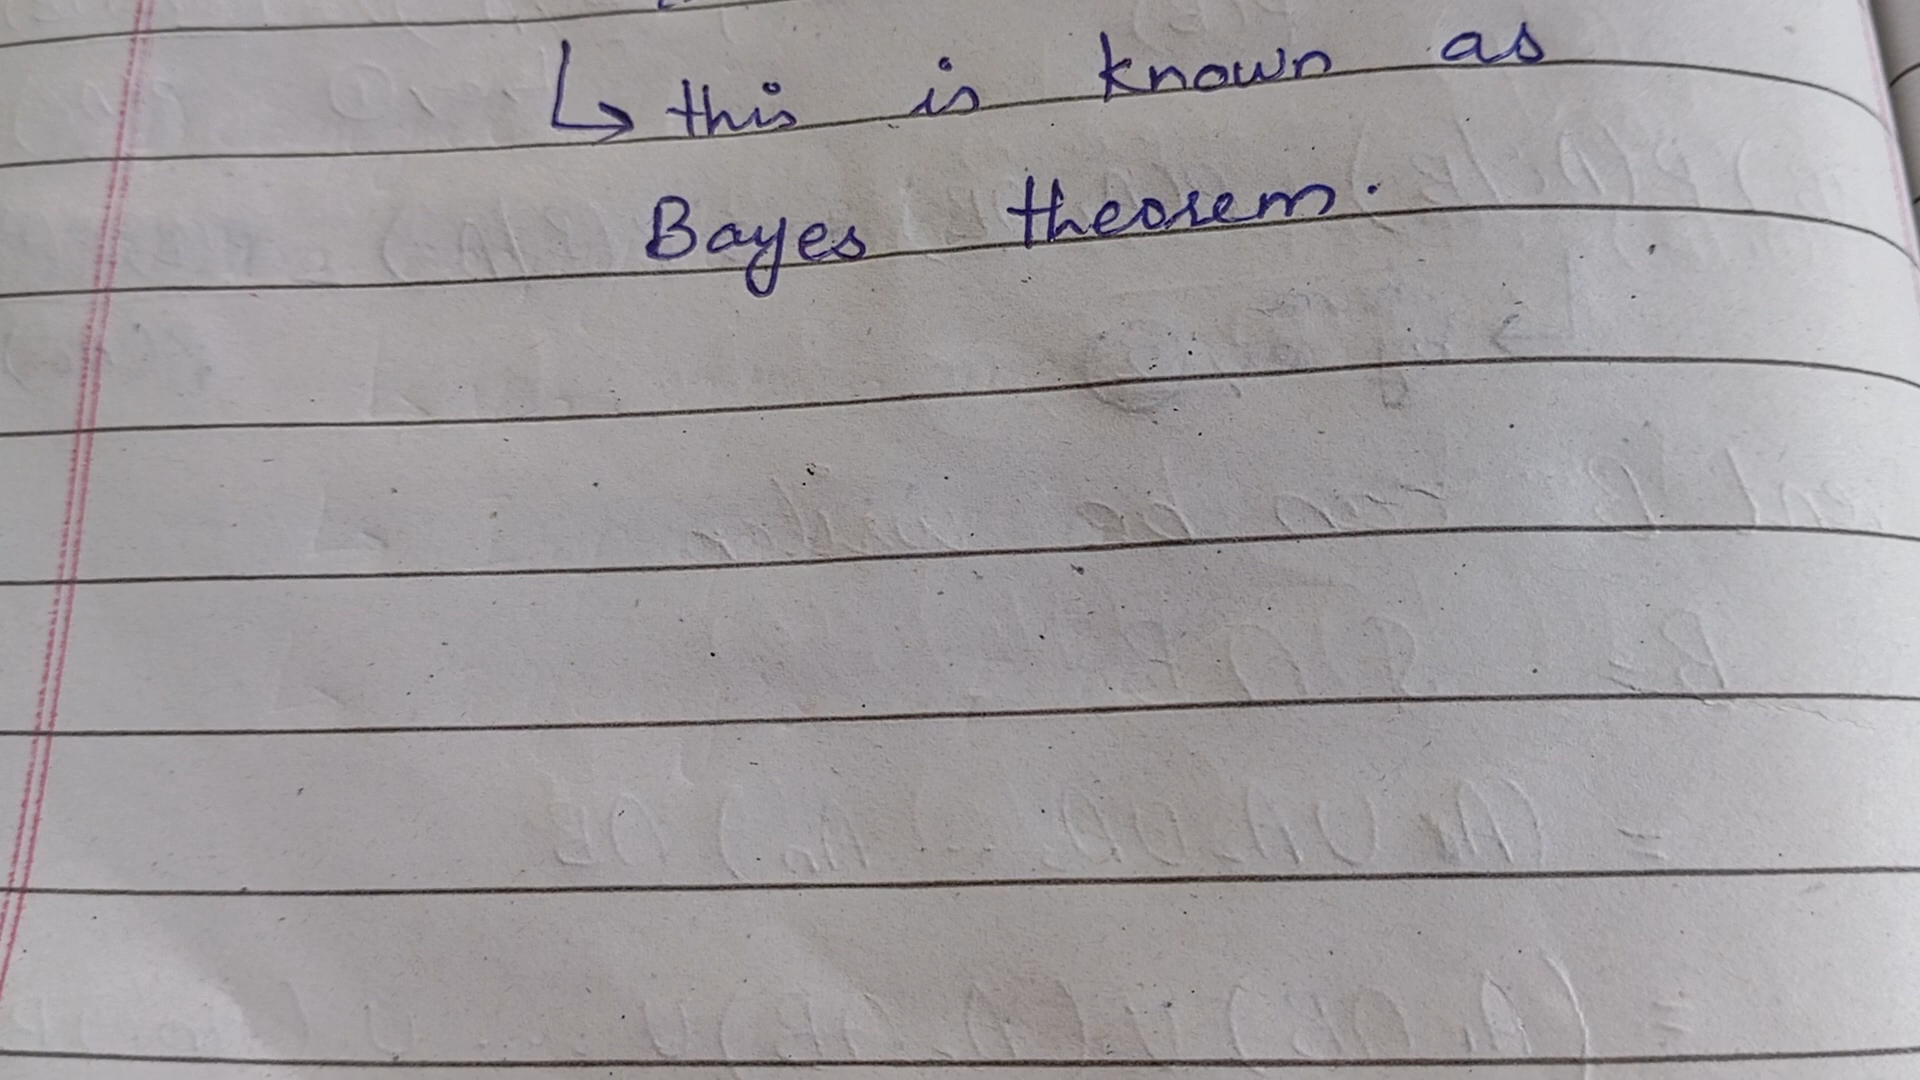 ↳ this is known as
Bayes theorem.